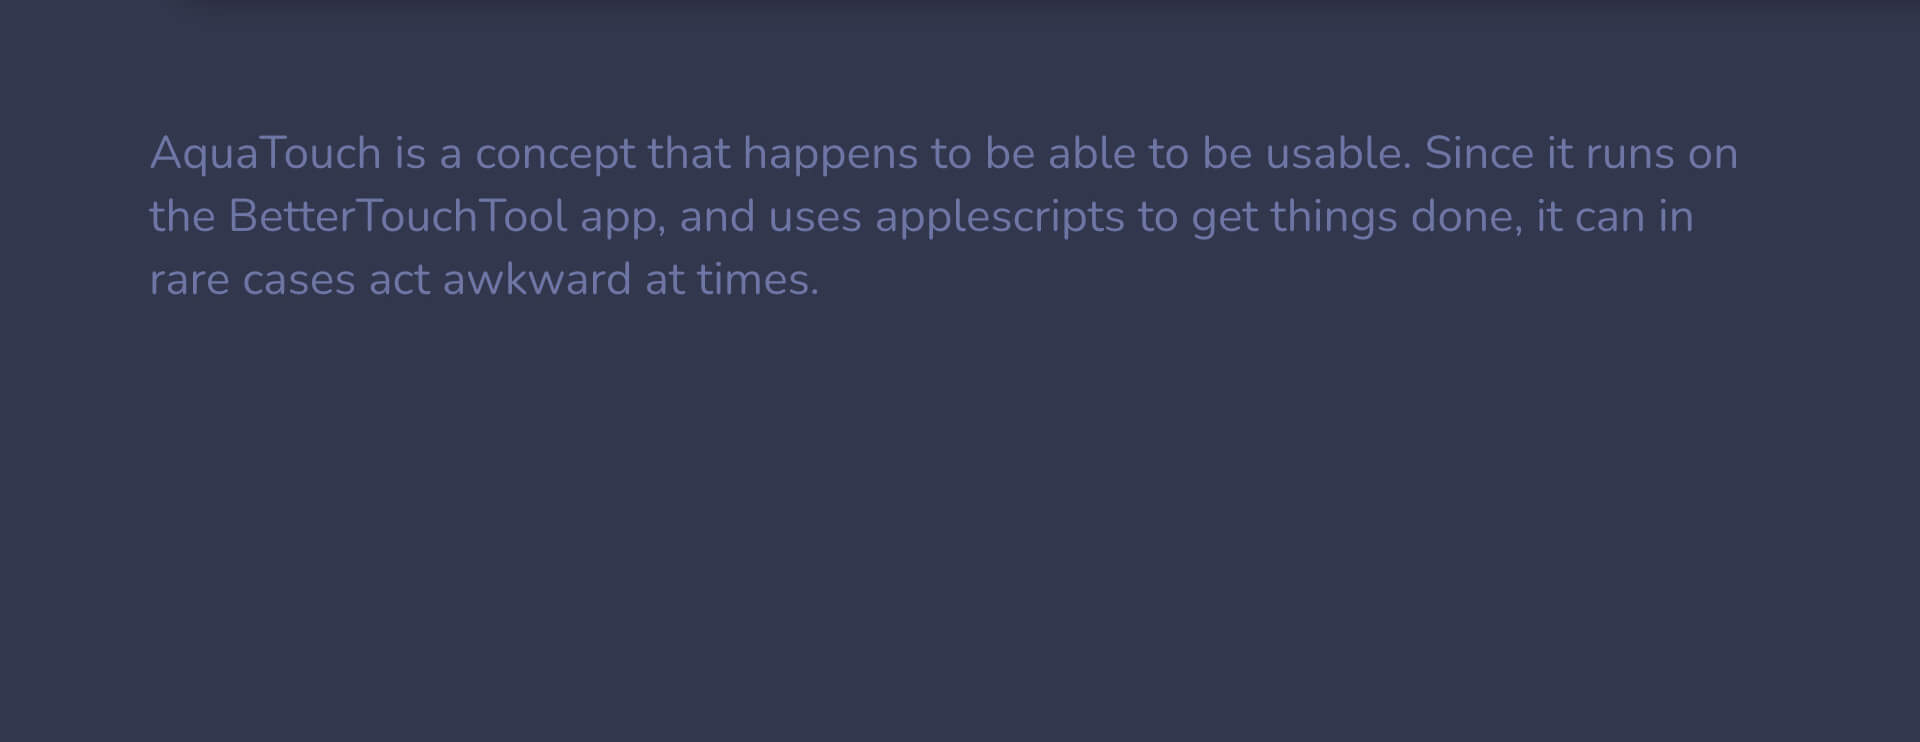 AquaTouch is a concept that happens to be able to be usable. Since it runs on
the BetterTouchTool app, and uses applescripts to get things done, it can in
rare cases act awkward at times.